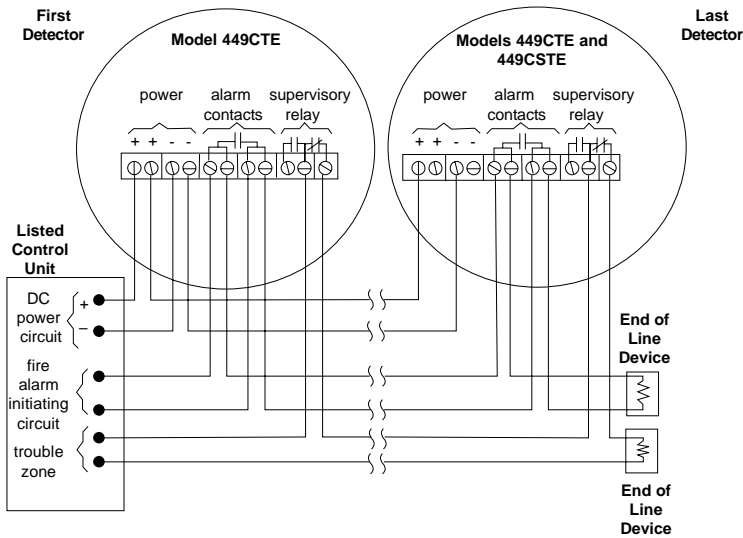 First
Detector
Model 449CTE
Models 449CTE and
449CSTE
Last
Detector
power
alarm
contacts
supervisory
relay
power
alarm
contacts
supervisory
relay
+ + - -
+ + - -
Listed
Control
Unit
DC
power
circuit
+
−
fire
alarm
initiating
circuit
trouble
zone
End of
Line
Device
End of
Line
Device